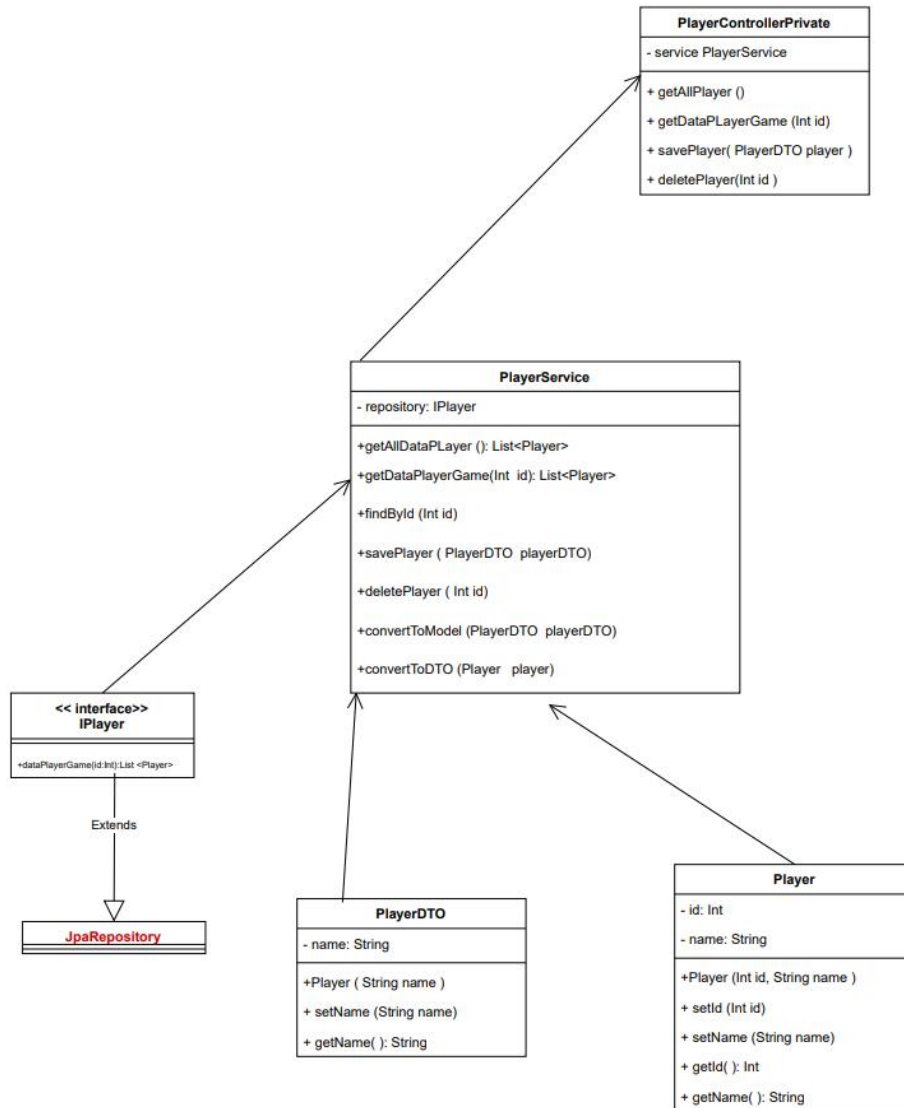 PlayerControllerPrivate
- service PlayerService
+ getAllPlayer ()
+ getDataPLayerGame (Int id)
+ savePlayer( PlayerDTO player )
+ deletePlayer(Int id )
PlayerService
- repository: IPlayer
+getAllDataPLayer (): List<Player>
+getDataPlayerGame(Int id): List<Player>
+findById (Int id)
+savePlayer ( PlayerDTO playerDTO)
+deletePlayer ( Int id)
+convertToModel (PlayerDTO playerDTO)
+convertToDTO (Player player)
<< interface>>
IPlayer
+dataPlayerGame(id:Int):List <Player>
Extends
JpaRepository
PlayerDTO
- name: String
+Player ( String name )
+ setName (String name)
+ getName( ): String
Player
- id: Int
- name: String
+Player (Int id, String name )
+ setId (Int id)
+ setName (String name)
+ getId( ): Int
+ getName( ): String